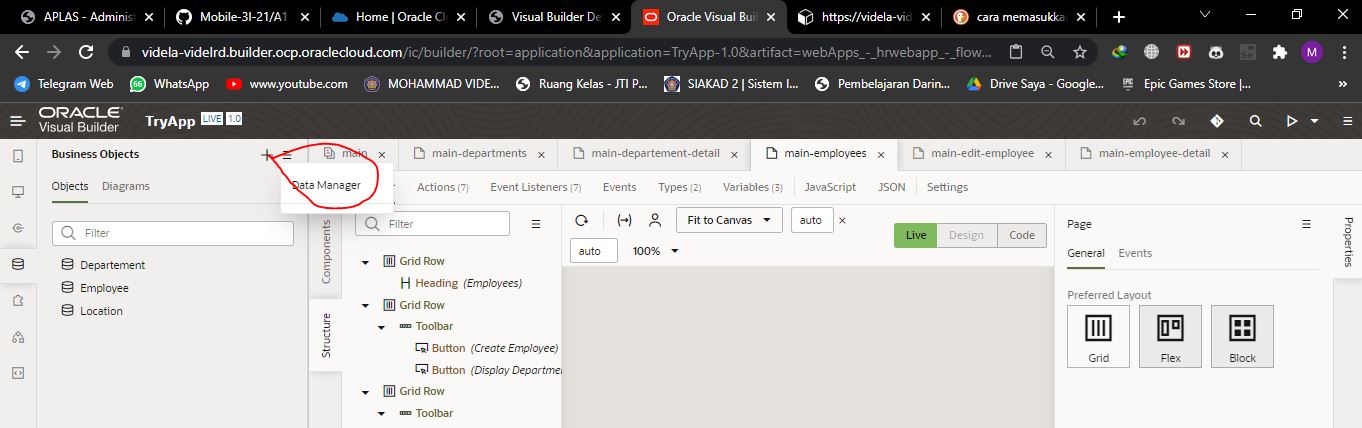 APLAS - Administ
Mobile-3I-21/A1
Home | Oracle Clo
Visual Builder De
Oracle Visual Buil
https://videla-vid
cara memasukkan
videla-videlrd.builder.ocp.oraclecloud.com/ic/builder/?root=application&application=TryApp-1.0&artifact=webApps_-_hrwebapp_-_flow...
M
Telegram Web
WhatsApp
www.youtube.com
MOHAMMAD VIDE...
Ruang Kelas - JTI P...
SIAKAD 2 | Sistem I...
Pembelajaran Darin...
Drive Saya - Google...
Epic Games Store |...
ORACLE
Visual Builder
TryApp
LIVE 1.0
Business Objects
main
main-departments
main-departement-detail
main-employees
main-edit-employee
main-employee-detail
Objects
Diagrams
Data Manager
Actions (7)
Event Listeners (7)
Events
Types (2)
Variables (3)
JavaScript
JSON
Settings
Filter
Departement
Employee
Location
Components
Structure
Filter
Grid Row
Heading (Employees)
Grid Row
Toolbar
Button (Create Employee)
Button (Display Departme
Grid Row
Toolbar
Fit to Canvas
auto
auto
100%
Live
Design
Code
Page
General
Events
Preferred Layout
Grid
Flex
Block
Properties